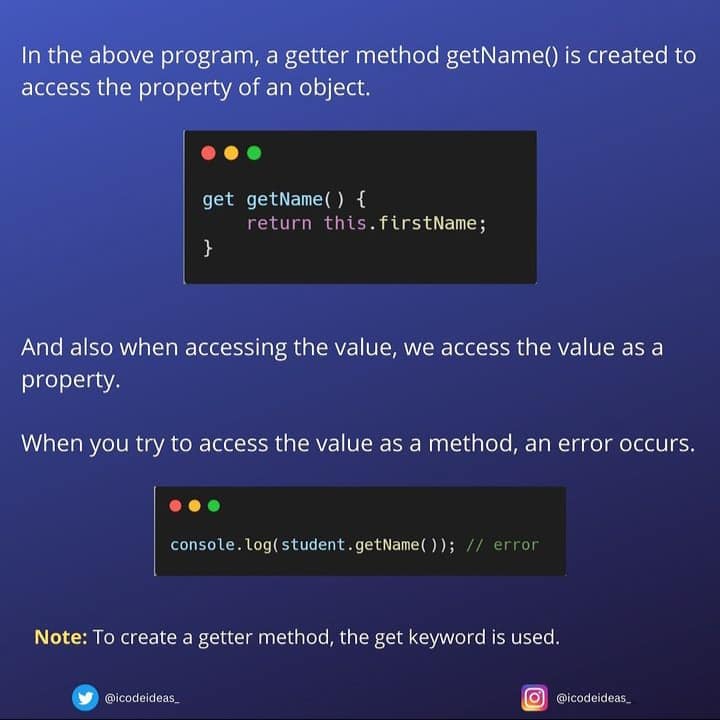 In the above program, a getter method getName() is created to
access the property of an object.
get getName() {
    return this.firstName;
}
And also when accessing the value, we access the value as a
property.
When you try to access the value as a method, an error occurs.
console.log(student.getName()); // error
Note: To create a getter method, the get keyword is used.
@icodeideas_
@icodeideas_